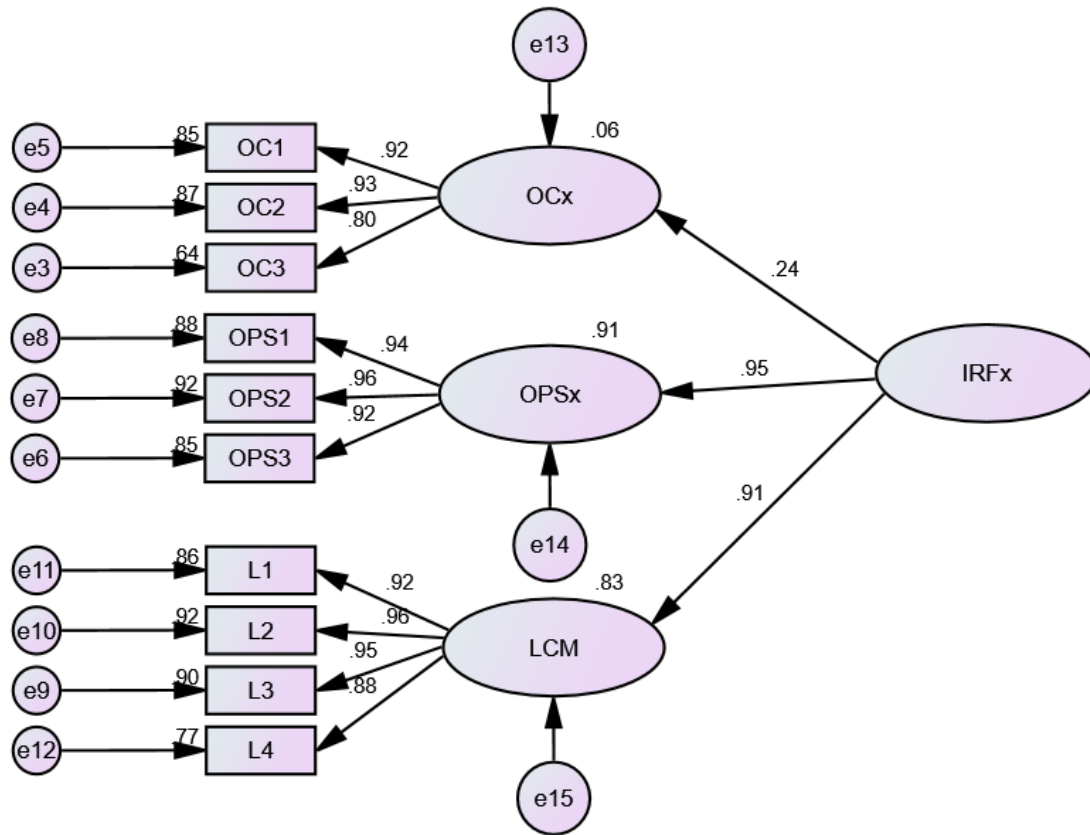 e13
.06
e5
.85
OC1
.92
e4
.87
OC2
.93
OCx
e3
.64
OC3
.80
.24
e8
.88
OPS1
.94
.91
e7
.92
OPS2
.96
OPSx
.95
IRFx
e6
.85
OPS3
.92
.91
e14
e11
.86
L1
.92
.83
e10
.92
L2
.96
LCM
e9
.90
L3
.95
e12
.77
L4
.88
e15